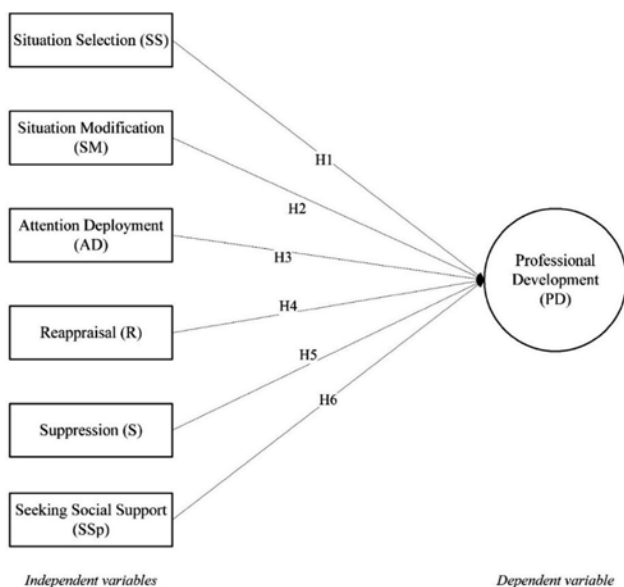 Situation Selection (SS)
H1
Situation Modification
(SM)
H2
Attention Deployment
(AD)
H3
Professional
Development
(PD)
Reappraisal (R)
H4
Suppression (S)
H5
H6
Seeking Social Support
(SSp)
Independent variables
Dependent variable